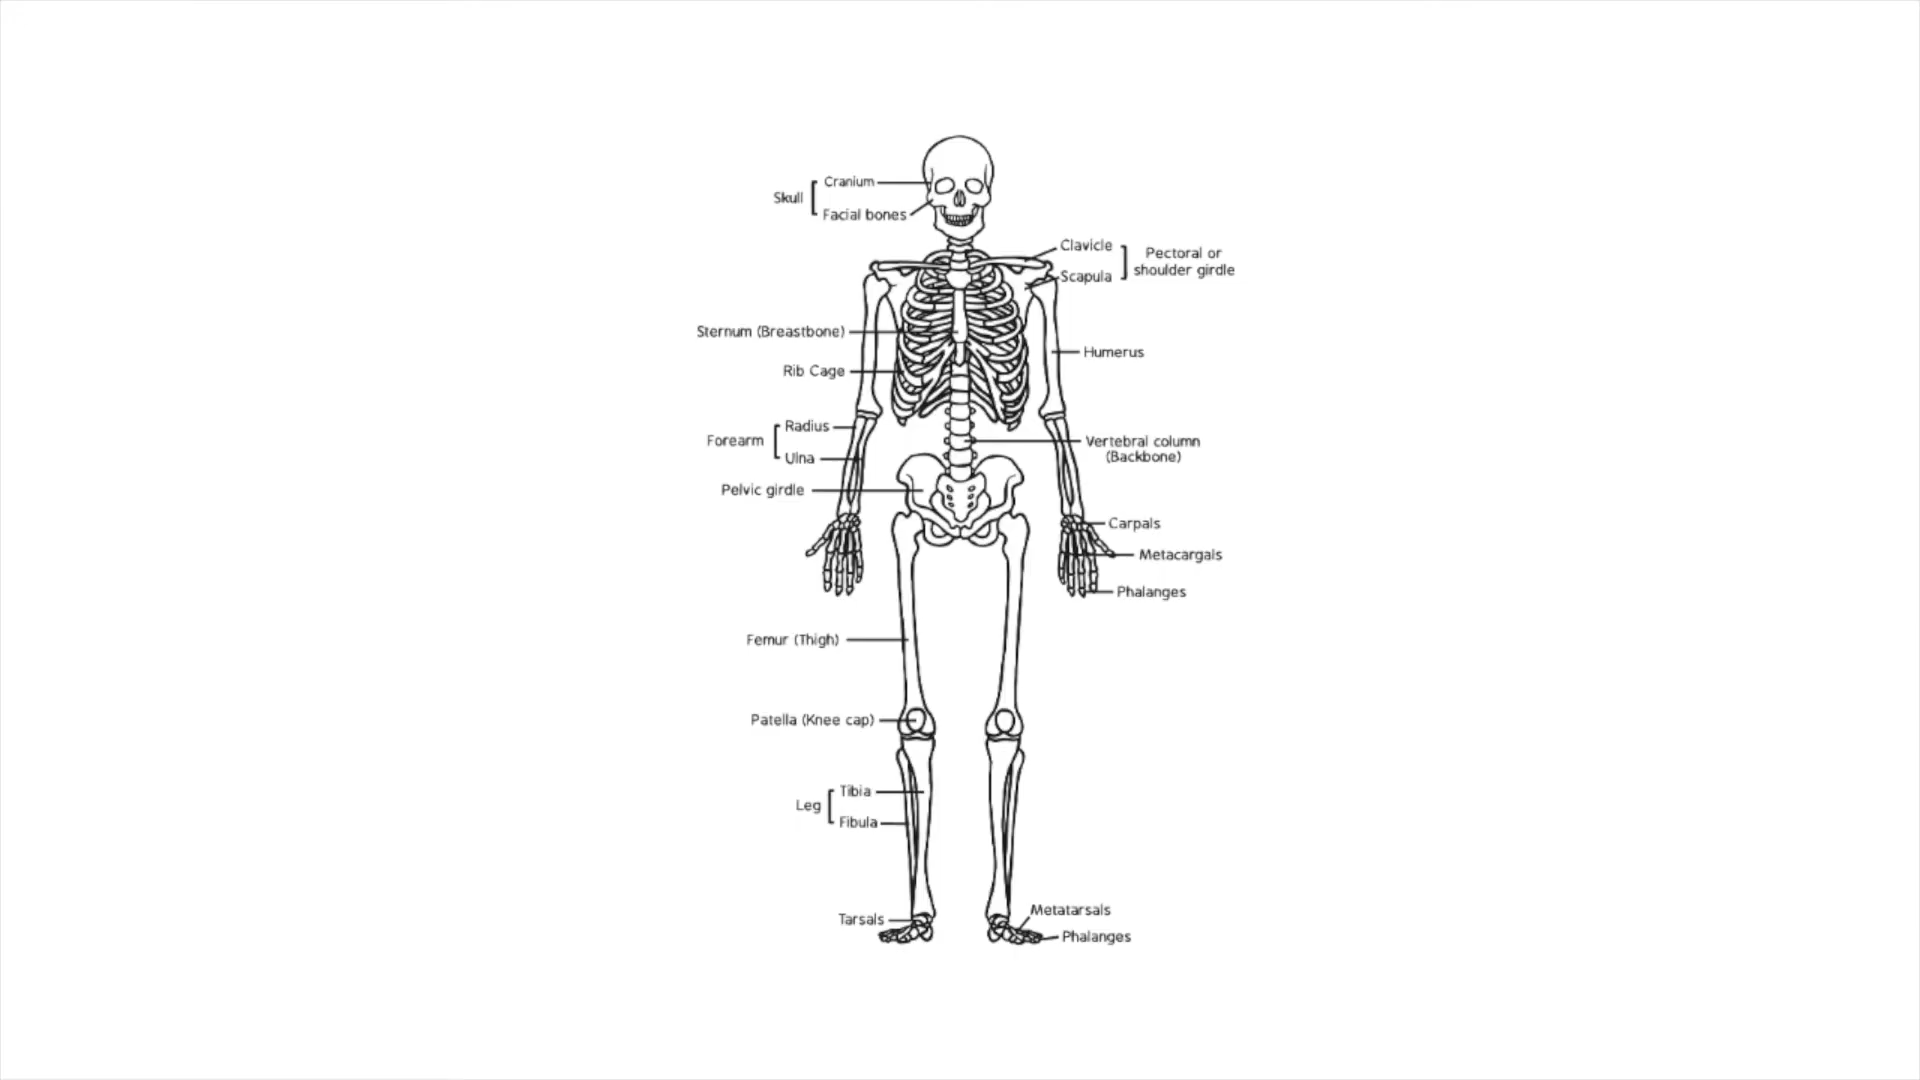 Cranium
Skull
Facial bones
Clavicle
Pectoral or
shoulder girdle
Scapula
Sternum (Breastbone)
Humerus
Rib Cage
Radius
Forearm
Ulna
Vertebral column
(Backbone)
Pelvic girdle
Carpals
Metacargals
Phalanges
Femur (Thigh)
Patella (Knee cap)
Tibia
Leg
Fibula
Metatarsals
Tarsals
Phalanges